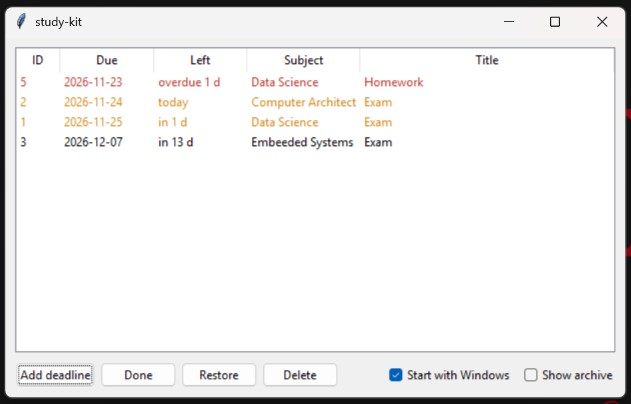 study-kit
ID Due Left Subject Title
5 2026-11-23 overdue 1 d Data Science Homework
2 2026-11-24 today Computer Architect Exam
1 2026-11-25 in 1 d Data Science Exam
3 2026-12-07 in 13 d Embeeded Systems Exam
Add deadline Done Restore Delete Start with Windows Show archive